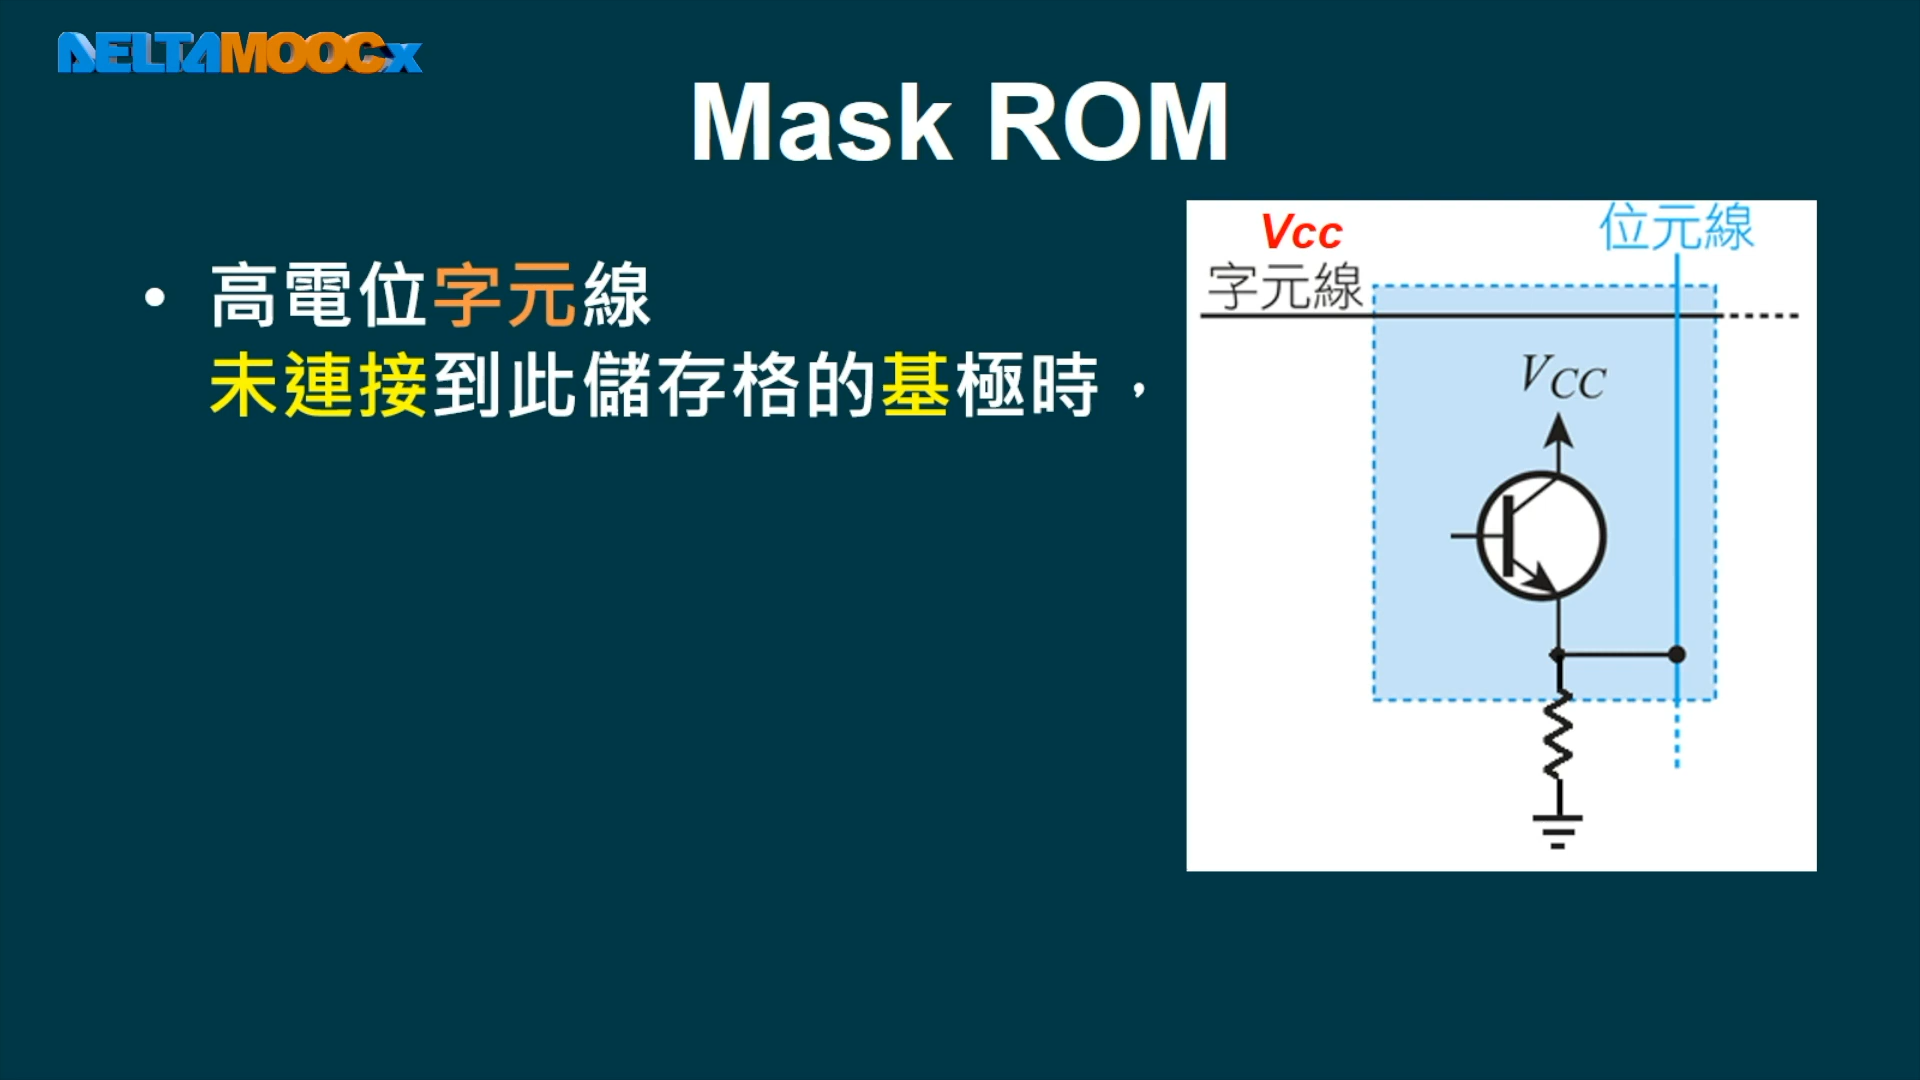 DELTAMOOCx
Mask ROM
• 高電位字元線
未連接到此儲存格的基極時，
Vcc
位元線
字元線
VCC